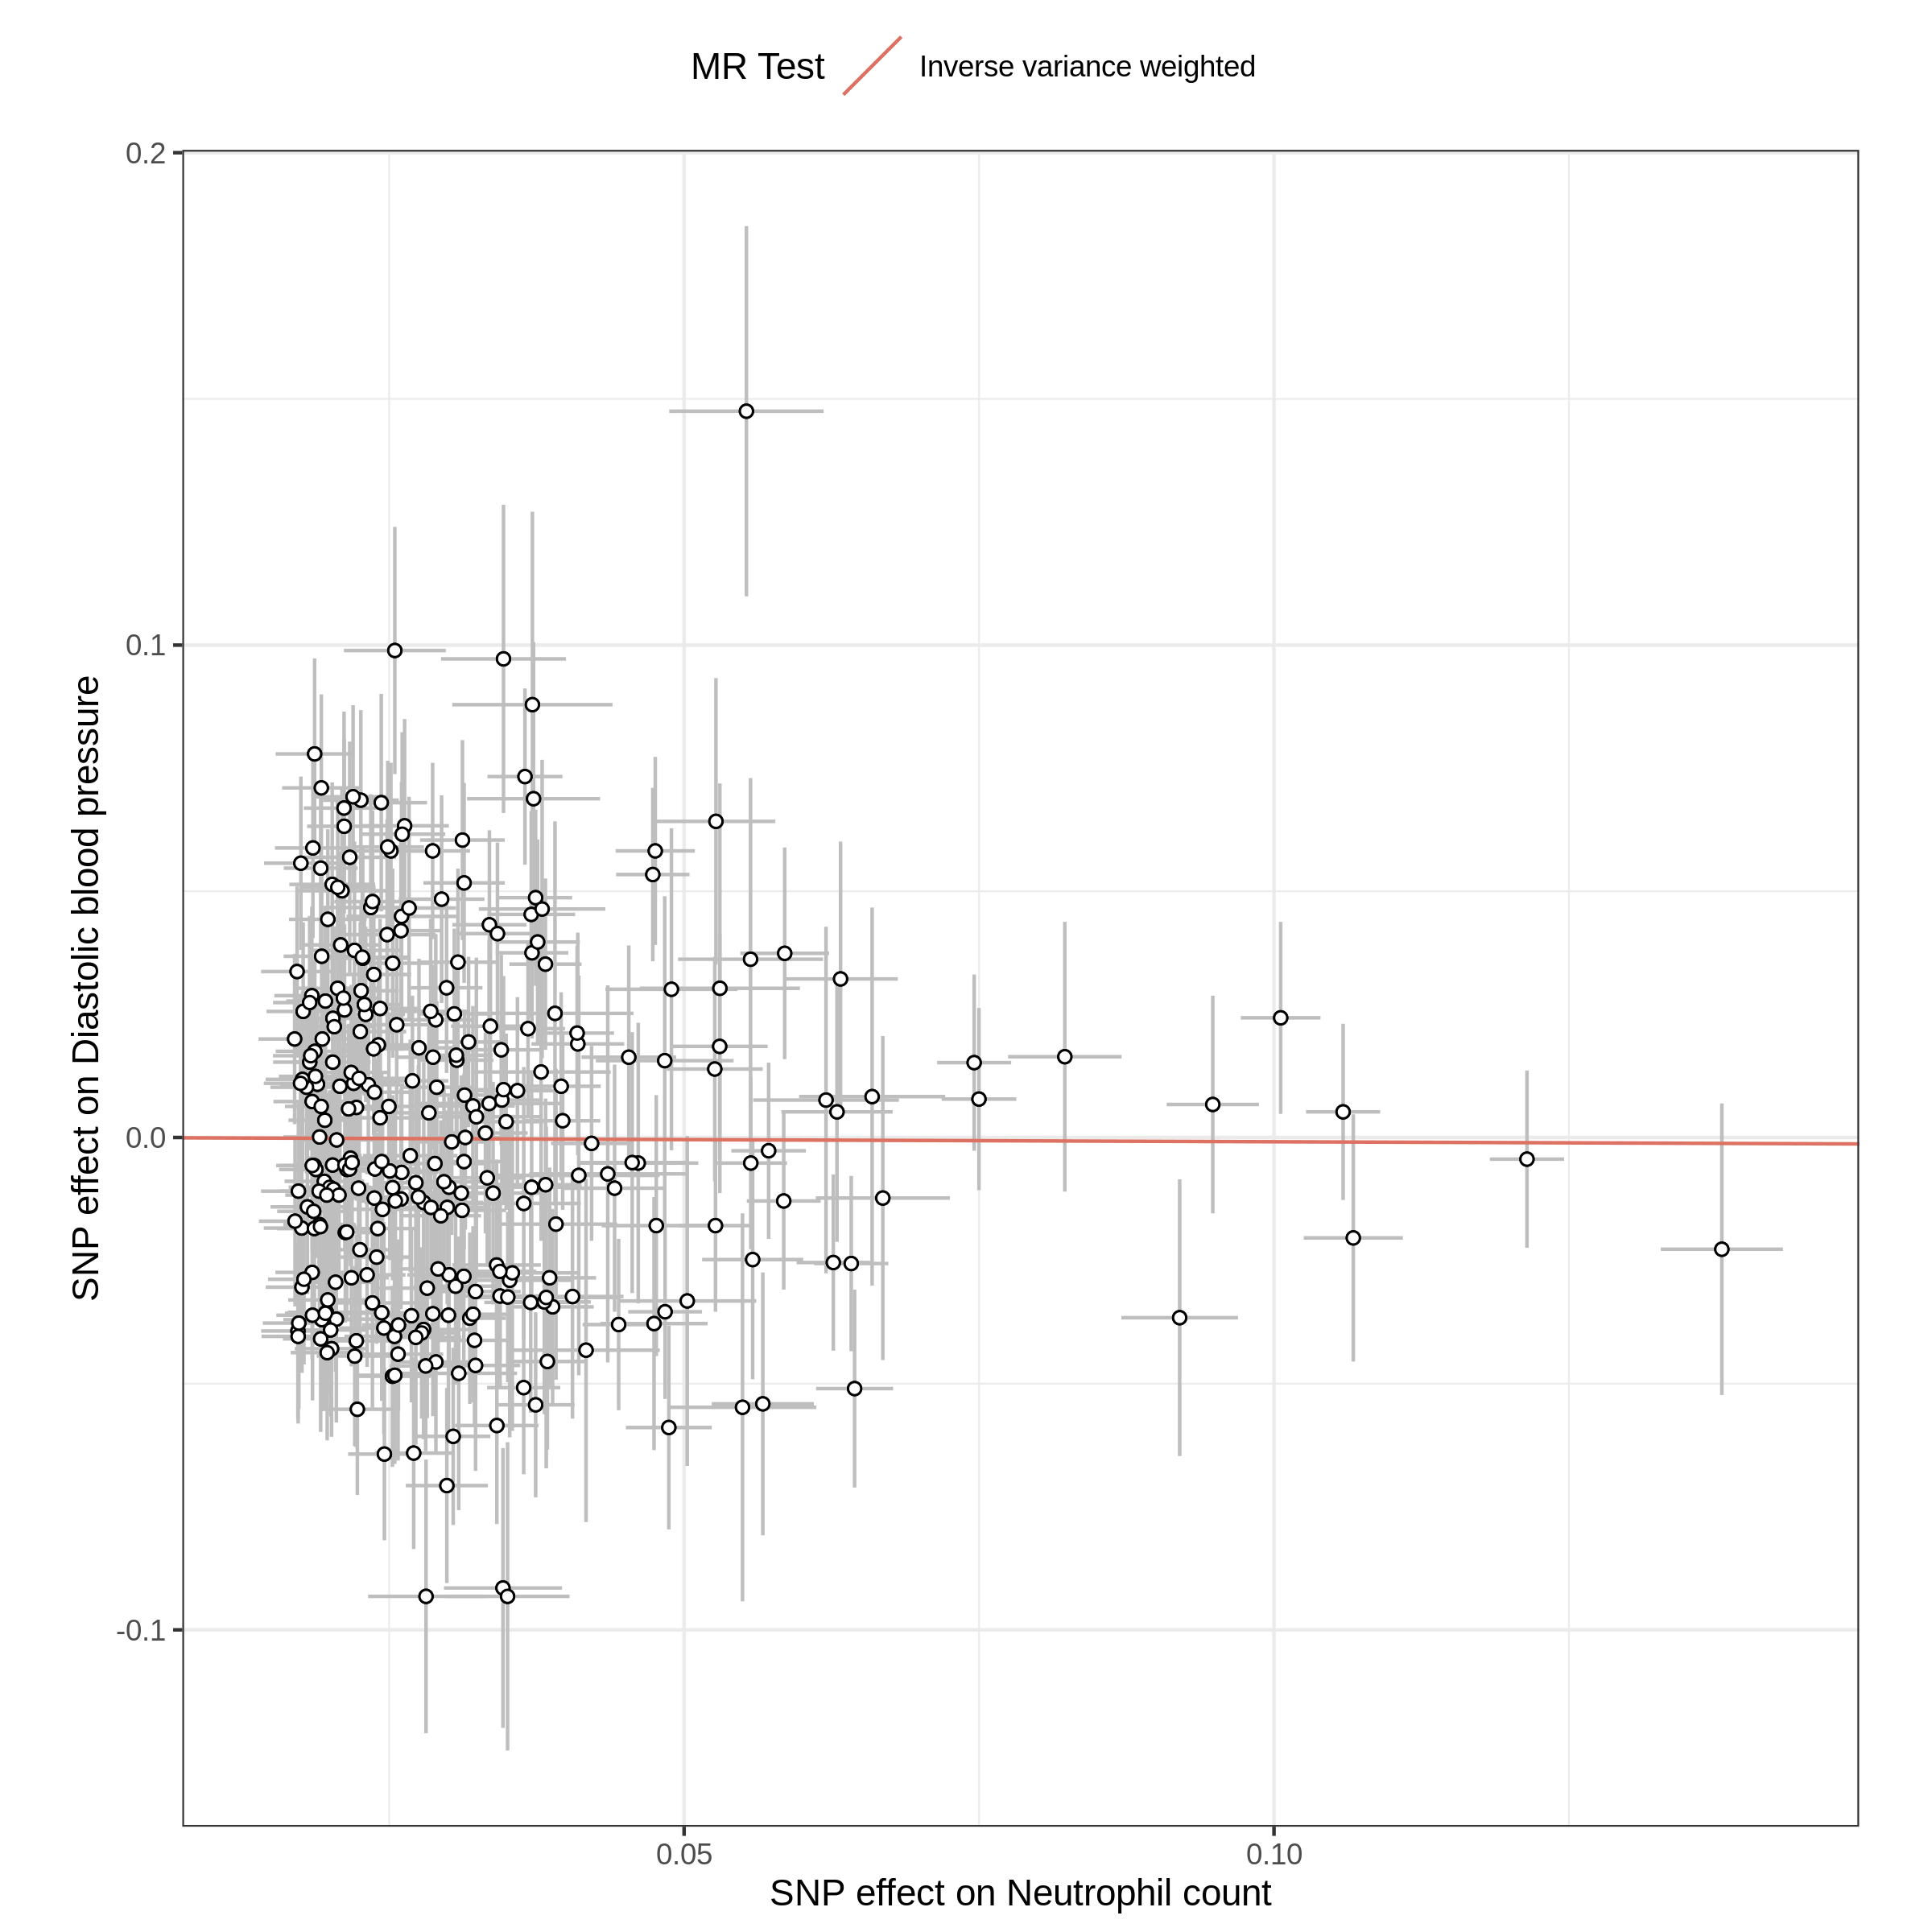 MR Test
Inverse variance weighted
0.2
0.1
0.0
-0.1
SNP effect on Diastolic blood pressure
0.05
0.10
SNP effect on Neutrophil count